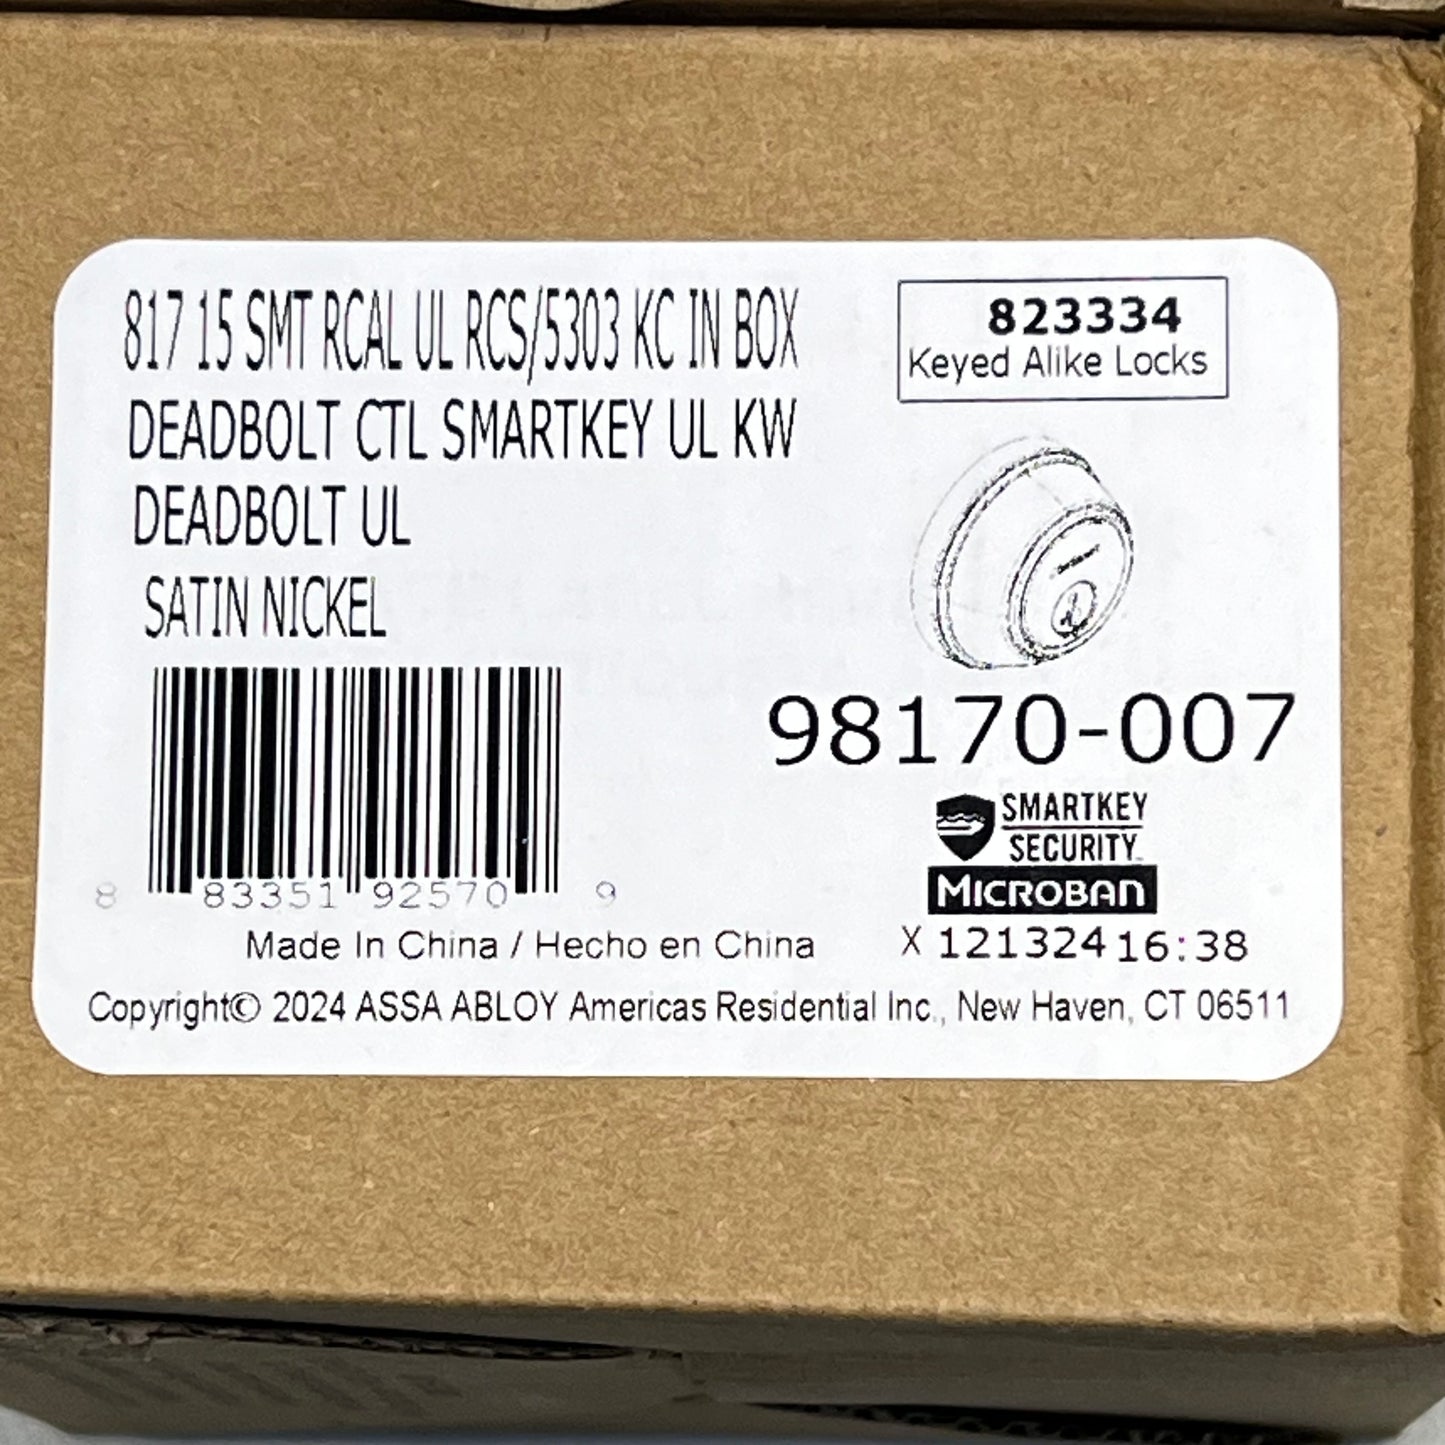 817 15 SMT RCAL UL RCS/5303 KC IN BOX
DEADBOLT CTL SMARTKEY UL KW
DEADBOLT UL
SATIN NICKEL
823334
Keyed Alike Locks
98170-007
SMARTKEY
SECURITY
MICROBAN
8 83351 92570 9
Made In China / Hecho en China
X 121324 16:38
Copyright© 2024 ASSA ABLOY Americas Residential Inc., New Haven, CT 06511